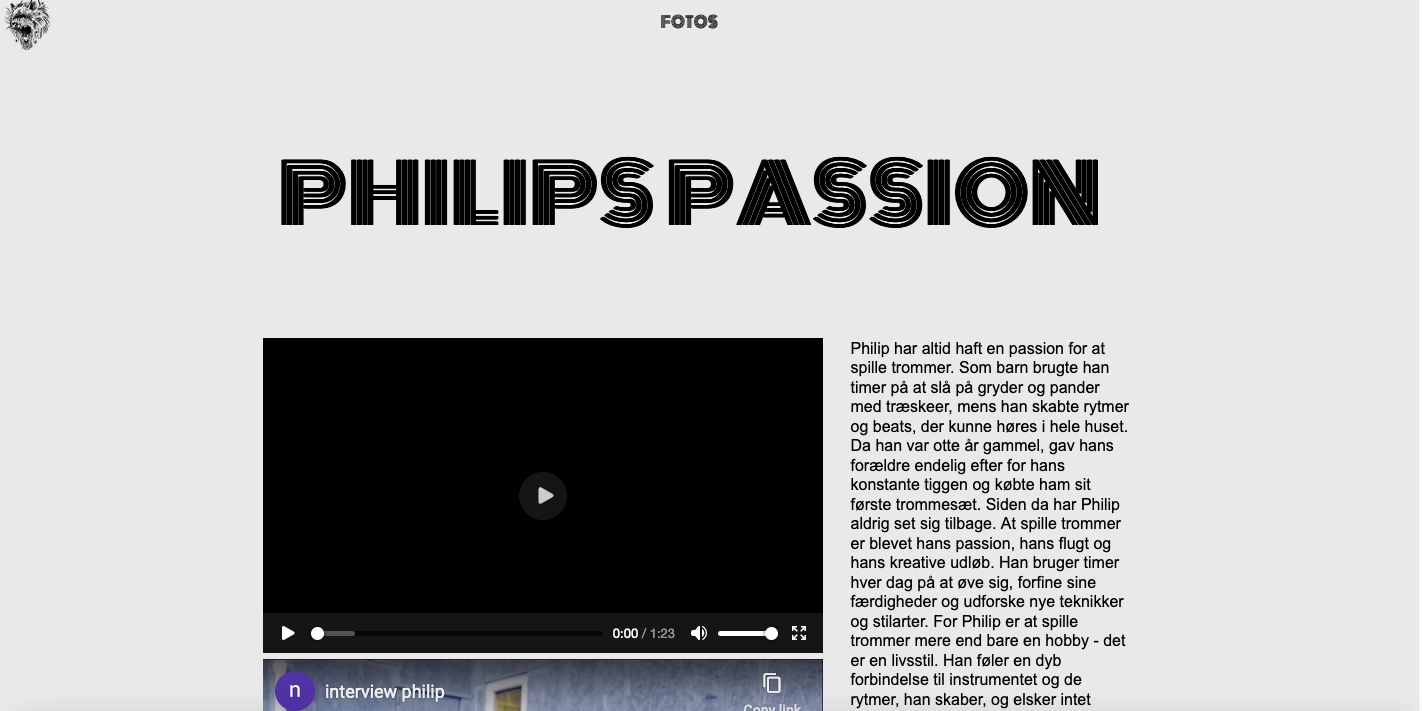 FOTOS
PHILIPS PASSION
Philip har altid haft en passion for at
spille trommer. Som barn brugte han
timer på at slå på gryder og pander
med træskeer, mens han skabte rytmer
og beats, der kunne høres i hele huset.
Da han var otte år gammel, gav hans
forældre endelig efter for hans
konstante tiggen og købte ham sit
første trommesæt. Siden da har Philip
aldrig set sig tilbage. At spille trommer
er blevet hans passion, hans flugt og
hans kreative udløb. Han bruger timer
hver dag på at øve sig, forfine sine
færdigheder og udforske nye teknikker
og stilarter. For Philip er at spille
trommer mere end bare en hobby - det
er en livsstil. Han føler en dyb
forbindelse til instrumentet og de
rytmer, han skaber, og elsker intet
0:00 / 1:23
n interview philip
Copy link